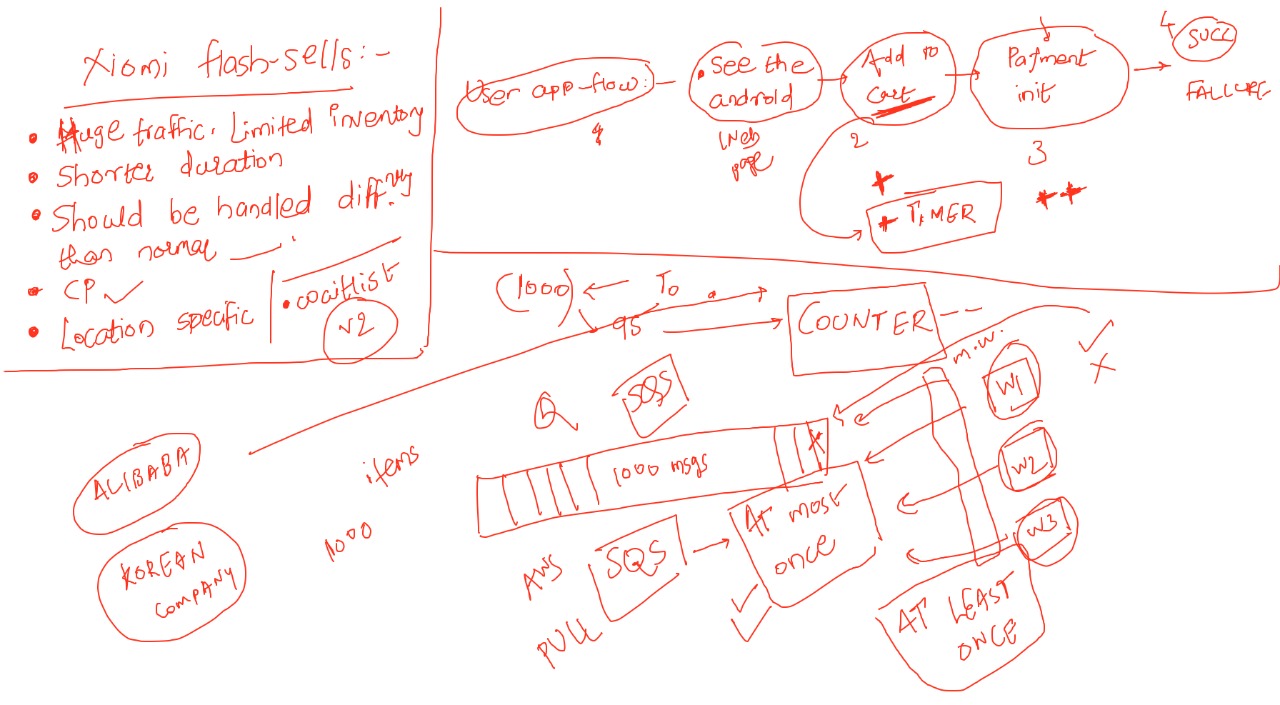 Xiomi flash-sells:-
• Huge traffic. Limited inventory
• Shorter duration
• Should be handled diff.
than normal
• CP ✓
• Location specific
• waitlist
v2
User app-flow:
• See the
android
Web
page
Add to
cart
2
TIMER
Payment
init
3
4
SUCC
FAILURE
(1000) ← T0
95
COUNTER
Q
SQS
m.w.
W1
W2
W3
1000 msgs
ALIBABA
KOREAN
COMPANY
items
1000
AWS
SQS
PULL
AT most
once
AT LEAST
ONCE